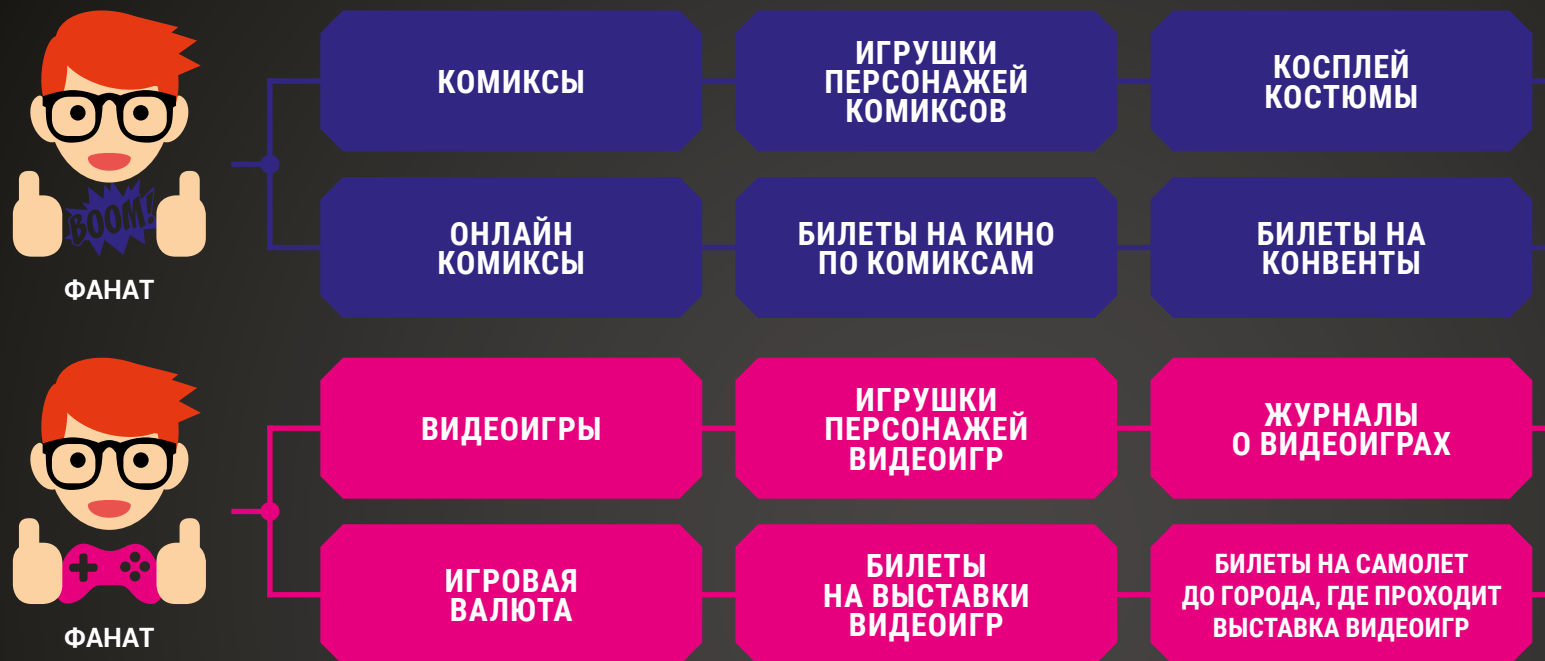 КОМИКСЫ
ИГРУШКИ
ПЕРСОНАЖЕЙ
КОМИКСОВ
КОСПЛЕЙ
КОСТЮМЫ
BOOM!
ФАНАТ
ОНЛАЙН
КОМИКСЫ
БИЛЕТЫ НА КИНО
ПО КОМИКСАМ
БИЛЕТЫ НА
КОНВЕНТЫ
ВИДЕОИГРЫ
ИГРУШКИ
ПЕРСОНАЖЕЙ
ВИДЕОИГР
ЖУРНАЛЫ
О ВИДЕОИГРАХ
ФАНАТ
ИГРОВАЯ
ВАЛЮТА
БИЛЕТЫ
НА ВЫСТАВКИ
ВИДЕОИГР
БИЛЕТЫ НА САМОЛЕТ
ДО ГОРОДА, ГДЕ ПРОХОДИТ
ВЫСТАВКА ВИДЕОИГР